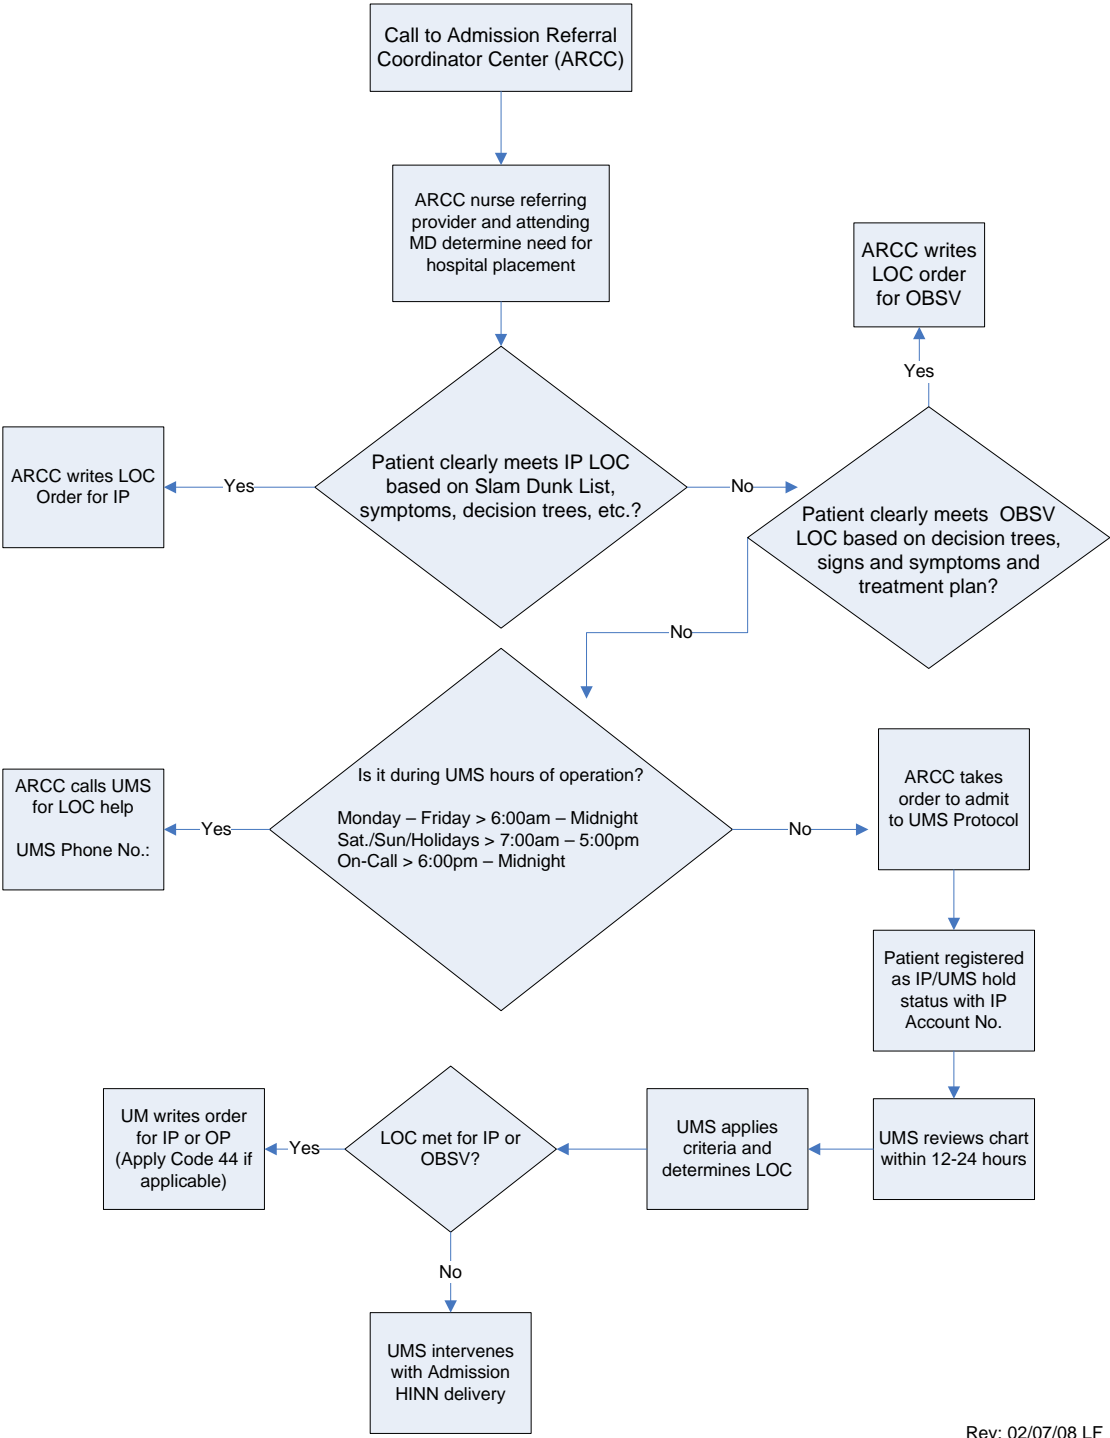 Call to Admission Referral
Coordinator Center (ARCC)
ARCC nurse referring
provider and attending
MD determine need for
hospital placement
ARCC writes
LOC order
for OBSV
Yes
Patient clearly meets IP LOC
based on Slam Dunk List,
symptoms, decision trees, etc.?
Yes
ARCC writes LOC
Order for IP
No
Patient clearly meets  OBSV
LOC based on decision trees,
signs and symptoms and
treatment plan?
No
Is it during UMS hours of operation?
Monday – Friday > 6:00am – Midnight
Sat./Sun/Holidays > 7:00am – 5:00pm
On-Call > 6:00pm – Midnight
Yes
ARCC calls UMS
for LOC help
UMS Phone No.:
No
ARCC takes
order to admit
to UMS Protocol
Patient registered
as IP/UMS hold
status with IP
Account No.
UMS reviews chart
within 12-24 hours
UMS applies
criteria and
determines LOC
LOC met for IP or
OBSV?
Yes
UM writes order
for IP or OP
(Apply Code 44 if
applicable)
No
UMS intervenes
with Admission
HINN delivery
Rev: 02/07/08 LF